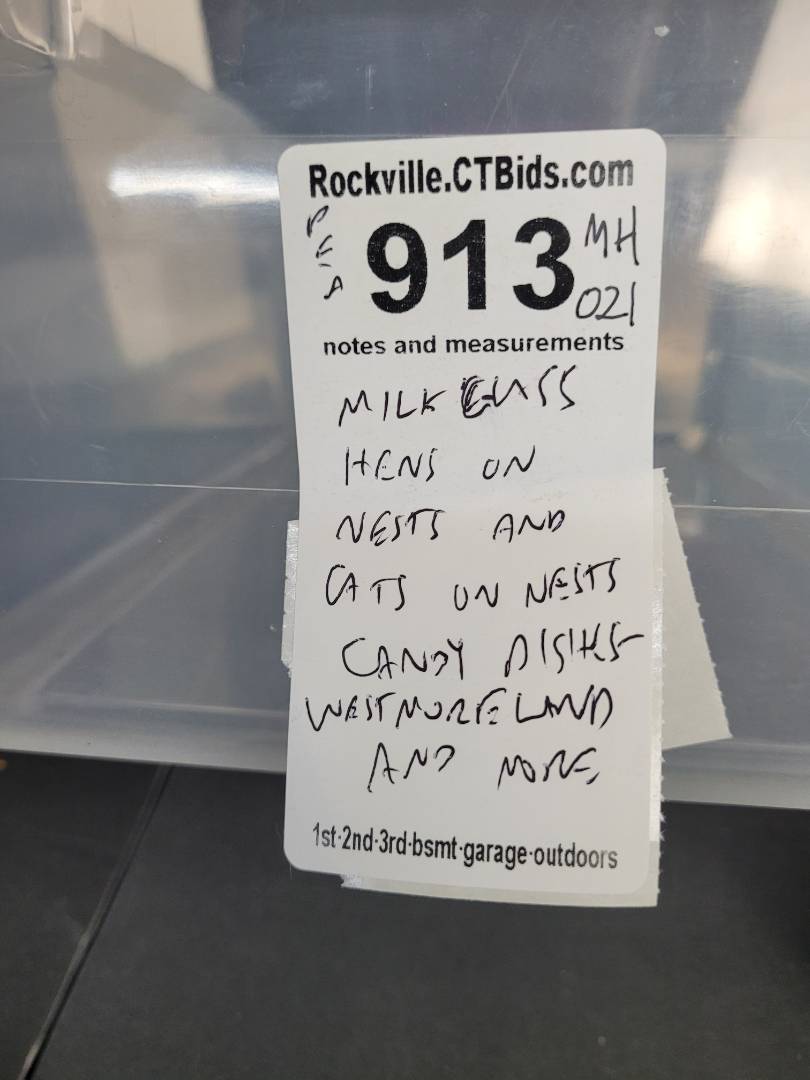 Rockville.CTBids.com
913 MH
021
notes and measurements
MILK GLASS
HENS ON
NESTS AND
CATS ON NESTS
CANDY DISHES
WESTMORELAND
AND MORE
1st·2nd·3rd·bsmt·garage·outdoors